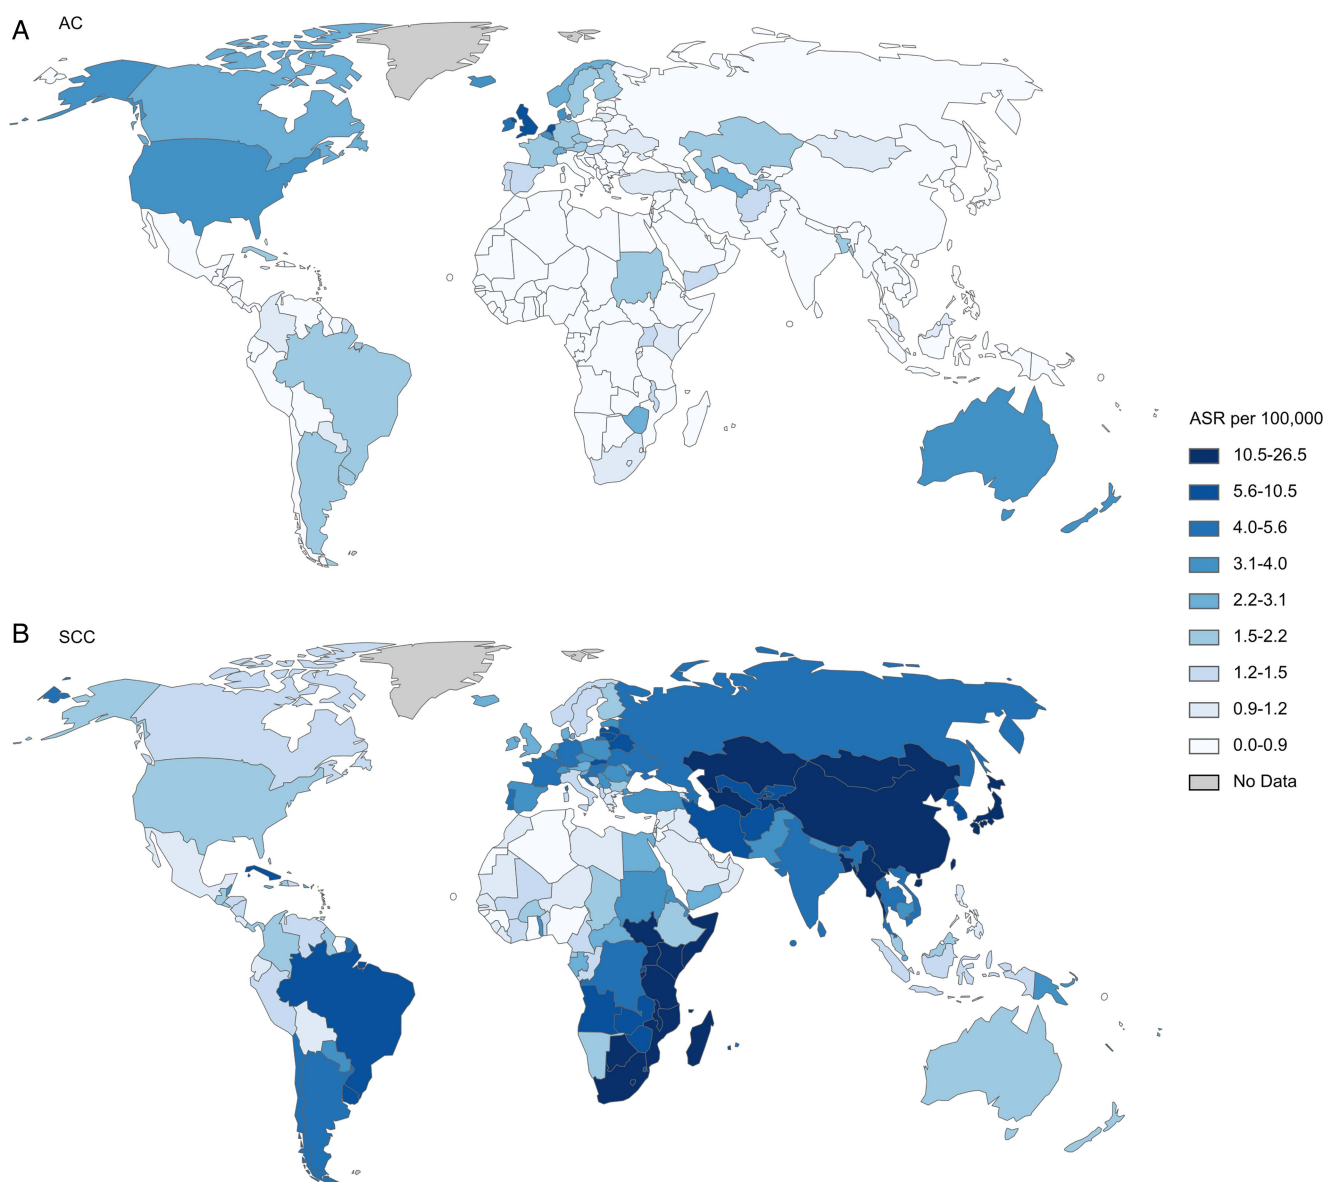 A
AC
ASR per 100,000
10.5-26.5
5.6-10.5
4.0-5.6
3.1-4.0
2.2-3.1
1.5-2.2
1.2-1.5
0.9-1.2
0.0-0.9
No Data
B
SCC